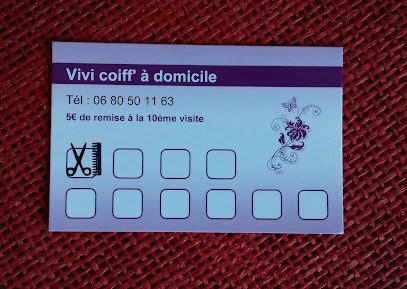 Vivi coiff' à domicile
Tél : 06 80 50 11 63
5€ de remise à la 10ème visite